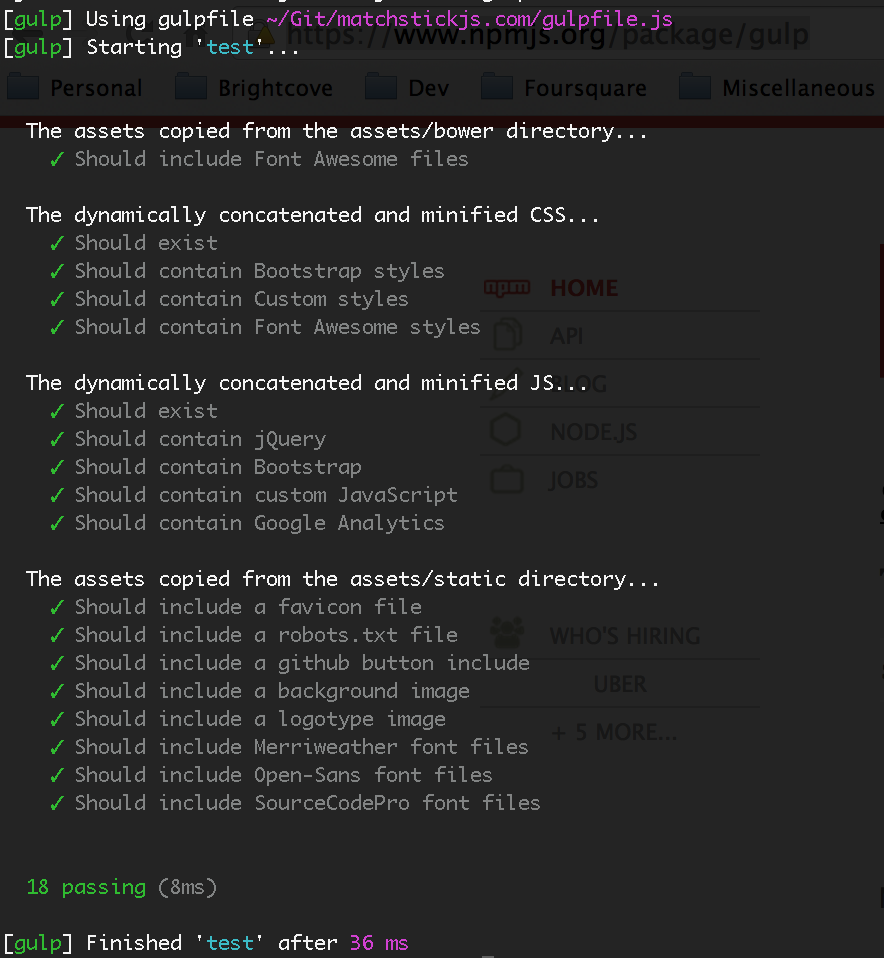 [gulp] Using gulpfile ~/Git/matchstickjs.com/gulpfile.js
https://www.npmjs.org/package/gulp
[gulp] Starting 'test'...
Personal Brightcove Dev Foursquare Miscellaneous
The assets copied from the assets/bower directory...
✓ Should include Font Awesome files
The dynamically concatenated and minified CSS...
✓ Should exist
✓ Should contain Bootstrap styles
✓ Should contain Custom styles
✓ Should contain Font Awesome styles
The dynamically concatenated and minified JS...
✓ Should exist
✓ Should contain jQuery
✓ Should contain Bootstrap
✓ Should contain custom JavaScript
✓ Should contain Google Analytics
The assets copied from the assets/static directory...
✓ Should include a favicon file
✓ Should include a robots.txt file
✓ Should include a github button include
✓ Should include a background image
✓ Should include a logotype image
✓ Should include Merriweather font files
✓ Should include Open-Sans font files
✓ Should include SourceCodePro font files
18 passing (8ms)
[gulp] Finished 'test' after 36 ms
npm HOME
API
BLOG
NODE.JS
JOBS
WHO'S HIRING
UBER
+ 5 MORE...